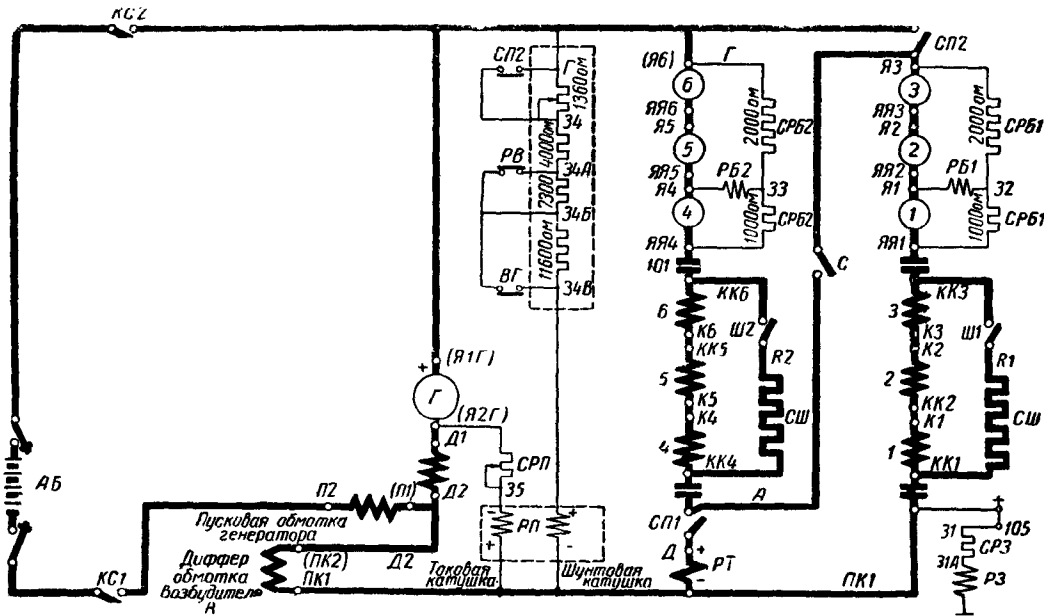 КС2
АБ
КС1
П2
(П1)
Пусковая обмотка
генератора
Диффер
обмотка
Возбудителя
В
(ПК2)
ПК1
Д2
+
(Я1Г)
Г
(Я2Г)
Д1
Д2
СРП
35
РП
-
+
+
-
Токовая
катушка
Шунтовая
катушка
СП2
Г
1360ом
34
4000ом
РВ
34А
7300
34Б
11600ом
ВГ
34В
(Я6)
Г
6
ЯЯ6
Я5
2000ом
СРБ2
5
ЯЯ5
Я4
РБ2
33
4
1000ом
СРБ2
ЯЯ4
101
КК6
6
К6
КК5
Ш2
R2
5
К5
К4
СШ
4
КК4
А
СП1
Д
+
РТ
-
С
СП2
Я3
3
ЯЯ3
Я2
2000ом
СРБ1
2
ЯЯ2
Я1
РБ1
32
1
1000ом
СРБ1
ЯЯ1
КК3
3
К3
К2
Ш1
R1
2
КК2
К1
СШ
1
КК1
ПК1
+
105
31
СРЗ
31Д
РЗ